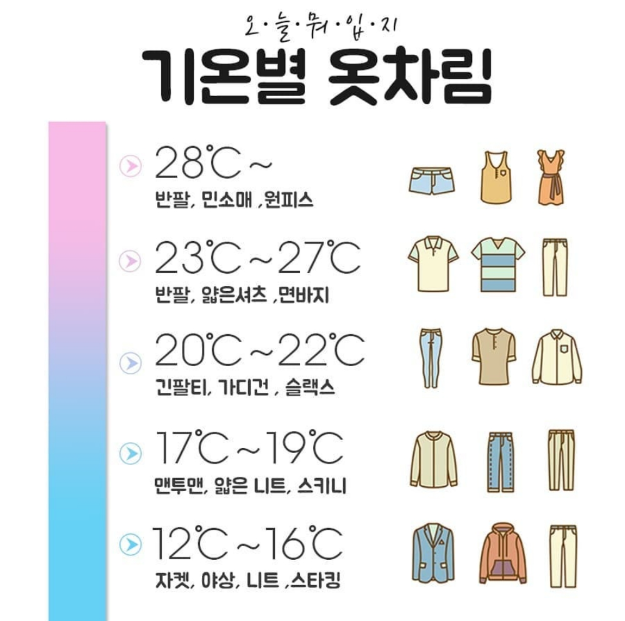 오·늘·뭐·입·지
기온별 옷차림
28℃~
반팔, 민소매 ,원피스
23℃~27℃
반팔, 얇은셔츠 ,면바지
20℃~22℃
긴팔티, 가디건 , 슬랙스
17℃~19℃
맨투맨, 얇은 니트, 스키니
12℃~16℃
자켓, 야상, 니트 ,스타킹